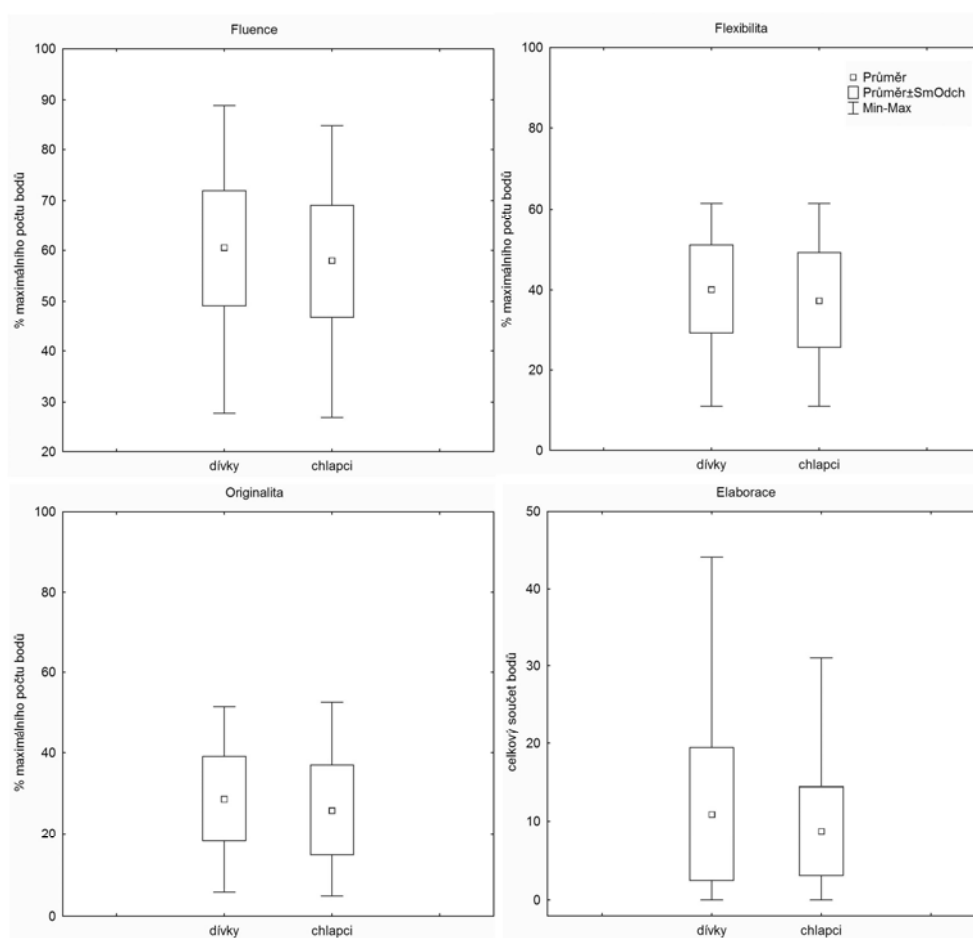 Fluence
% maximálního počtu bodů
100
90
80
70
60
50
40
30
20
dívky
chlapci
Flexibilita
% maximálního počtu bodů
100
80
60
40
20
0
Průměr
Průměr±SmOdch
Min-Max
dívky
chlapci
Originalita
% maximálního počtu bodů
100
80
60
40
20
0
dívky
chlapci
Elaborace
celkový součet bodů
50
40
30
20
10
0
dívky
chlapci